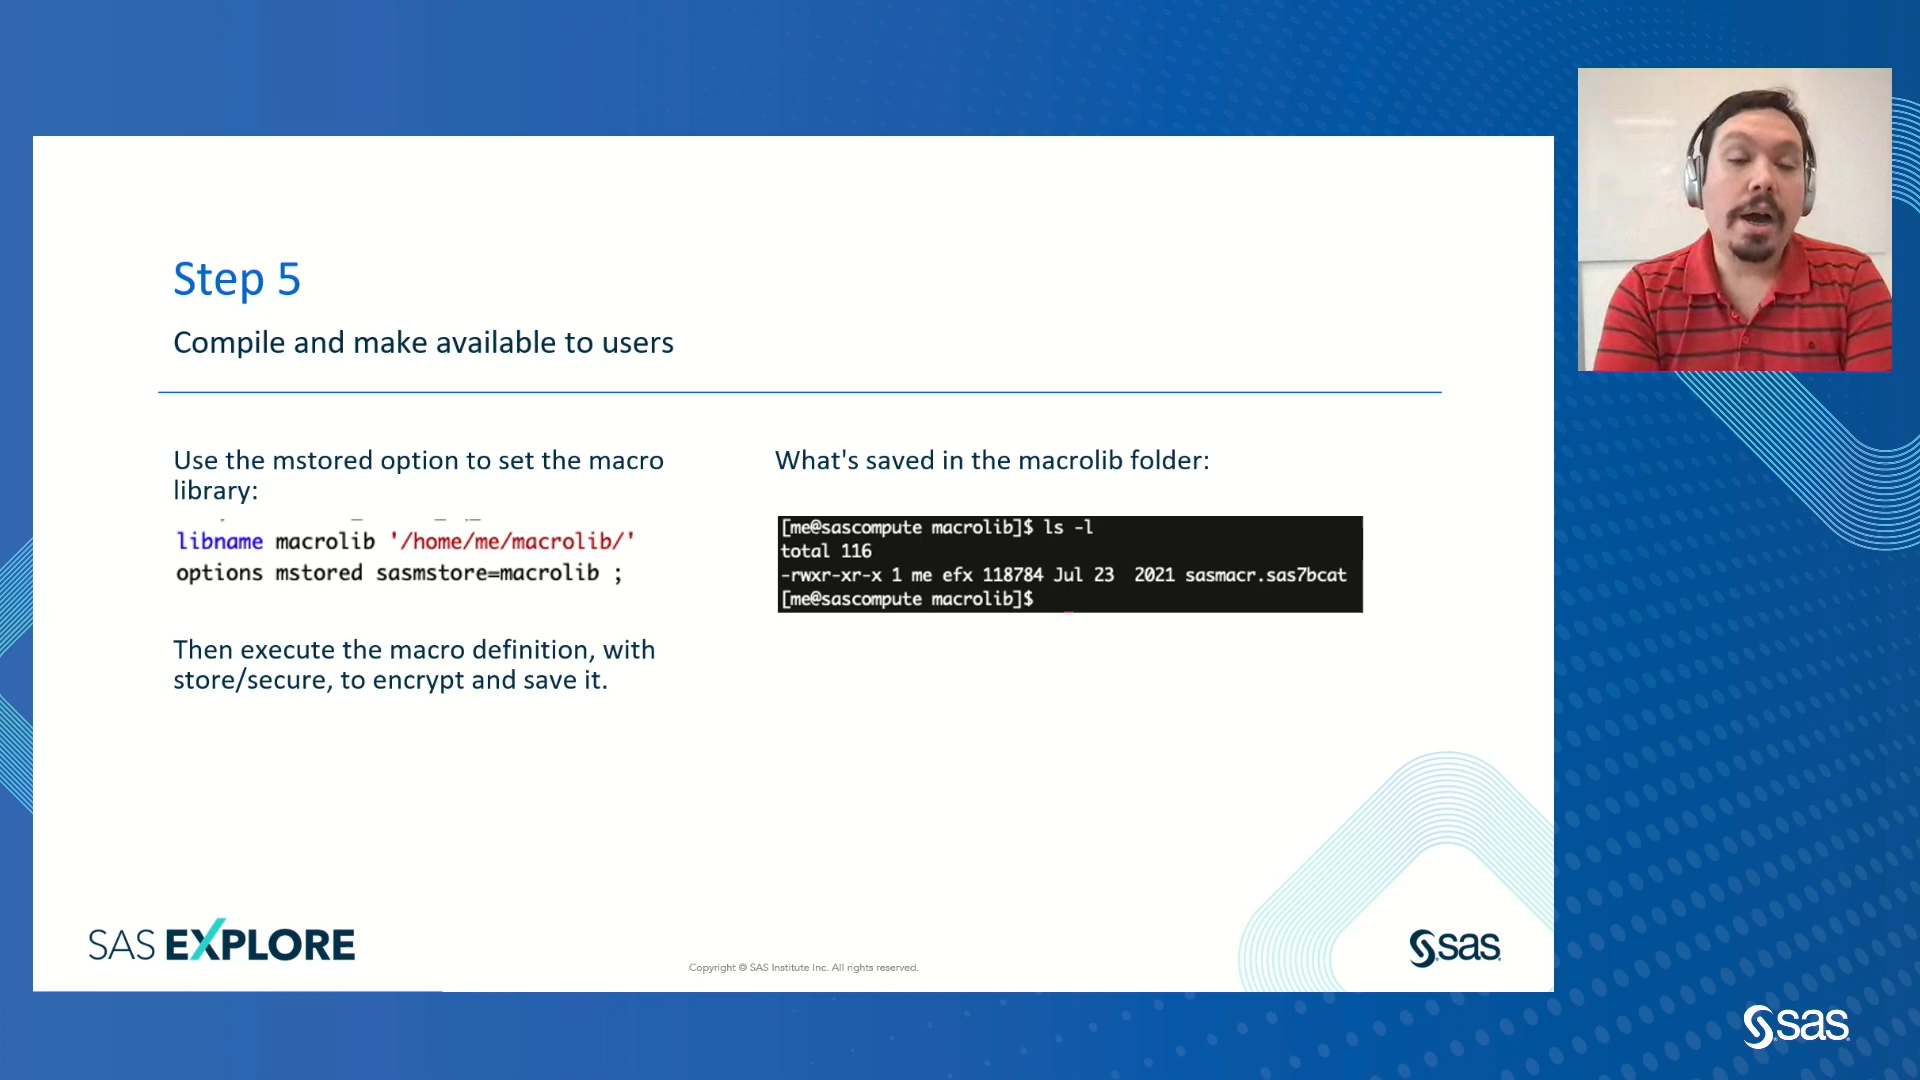 Step 5
Compile and make available to users
Use the mstored option to set the macro
library:
libname macrolib '/home/me/macrolib/'
options mstored sasmstore=macrolib ;
Then execute the macro definition, with
store/secure, to encrypt and save it.
What's saved in the macrolib folder:
[me@sascompute macrolib]$ ls -l
total 116
-rwxr-xr-x 1 me efx 118784 Jul 23  2021 sasmacr.sas7bcat
[me@sascompute macrolib]$
SAS EXPLORE
Copyright © SAS Institute Inc. All rights reserved.
sas
sas